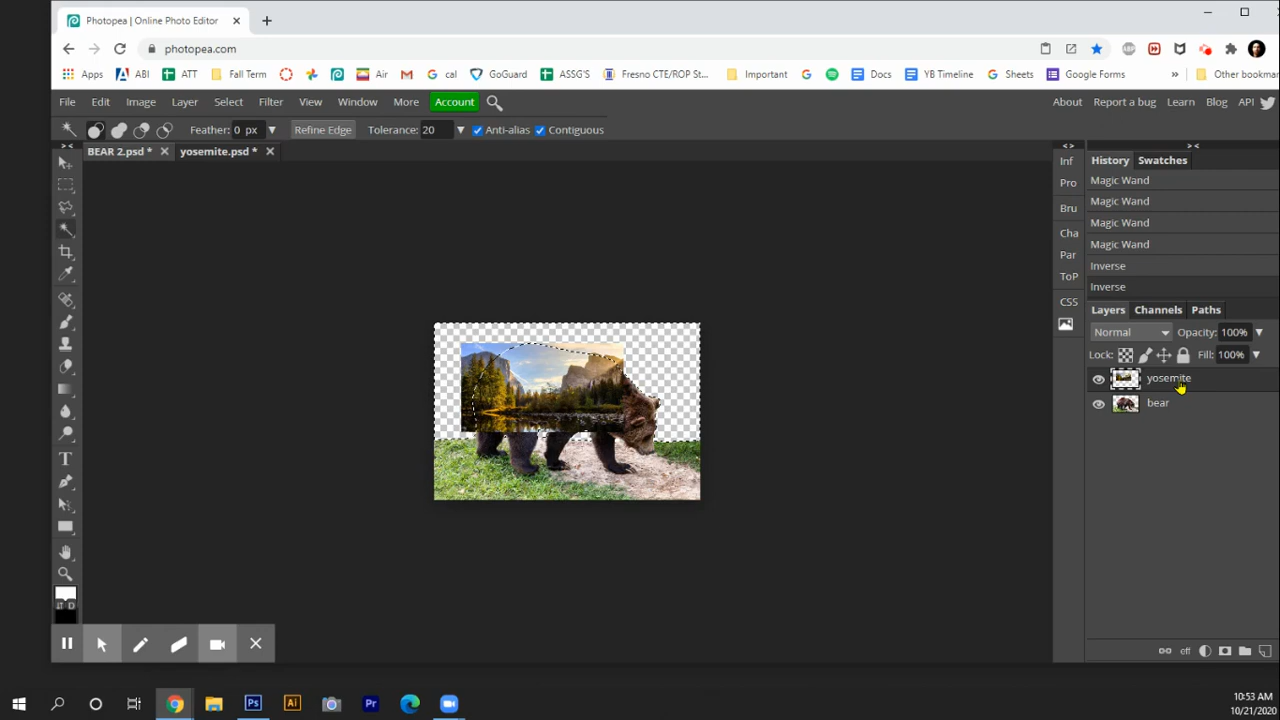 Photopea | Online Photo Editor
photopea.com
Apps ABI ATT Fall Term Air cal GoGuard ASSG'S Fresno CTE/ROP St... Important Docs YB Timeline Sheets Google Forms » Other bookmar
File Edit Image Layer Select Filter View Window More Account About Report a bug Learn Blog API
Feather: 0 px Refine Edge Tolerance: 20 Anti-alias Contiguous
BEAR 2.psd * yosemite.psd *
Inf
Pro
Bru
Cha
Par
ToP
CSS
History Swatches
Magic Wand
Magic Wand
Magic Wand
Magic Wand
Inverse
Inverse
Layers Channels Paths
Normal Opacity: 100%
Lock: Fill: 100%
yosemite
bear
off
D
Ps Ai Pr
10:53 AM
10/21/2020